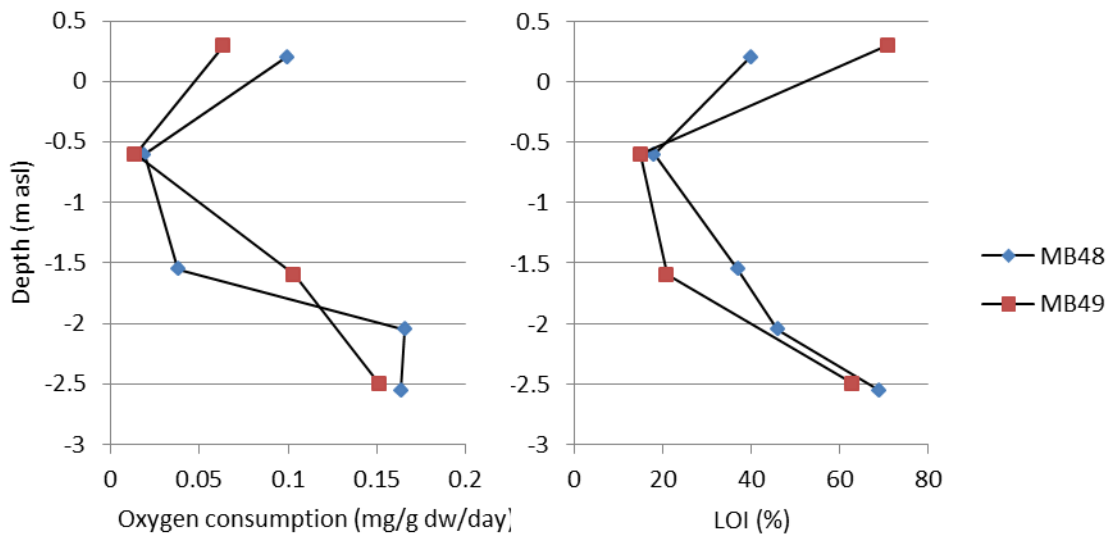 Depth (m asl)
0.5
0
-0.5
-1
-1.5
-2
-2.5
-3
0 0.05 0.1 0.15 0.2
Oxygen consumption (mg/g dw/day)
0.5
0
-0.5
-1
-1.5
-2
-2.5
-3
0 20 40 60 80
LOI (%)
MB48
MB49